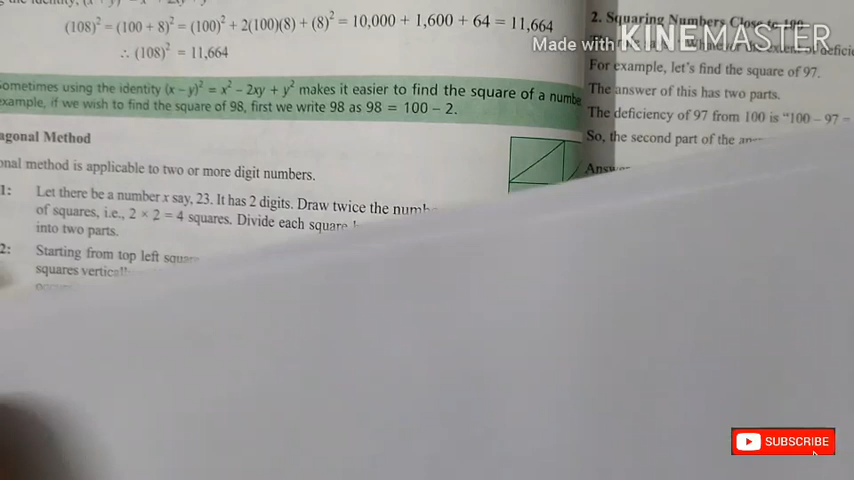 (108)² = (100 + 8)² = (100)² + 2(100)(8) + (8)² = 10,000 + 1,600 + 64 = 11,664
∴ (108)² = 11,664
Sometimes using the identity (x – y)² = x² – 2xy + y² makes it easier to find the square of a numbe
example, if we wish to find the square of 98, first we write 98 as 98 = 100 – 2.
agonal Method
onal method is applicable to two or more digit numbers.
1: Let there be a number x say, 23. It has 2 digits. Draw twice the numb
of squares, i.e., 2 × 2 = 4 squares. Divide each square
into two parts.
2: Starting from top left square
squares vertically
2. Squaring Numbers Close to 100
For example, let's find the square of 97.
The answer of this has two parts.
The deficiency of 97 from 100 is "100 – 97 =
So, the second part of the
Answer
Made with KINEMASTER
SUBSCRIBE